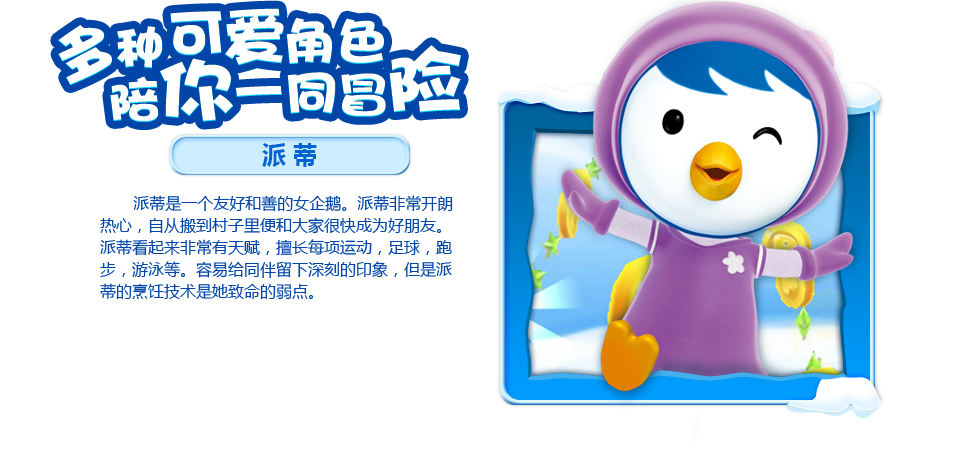 多种可爱角色
陪你一同冒险
派蒂
派蒂是一个友好和善的女企鹅。派蒂非常开朗
热心，自从搬到村子里便和大家很快成为好朋友。
派蒂看起来非常有天赋，擅长每项运动，足球，跑
步，游泳等。容易给同伴留下深刻的印象，但是派
蒂的烹饪技术是她致命的弱点。